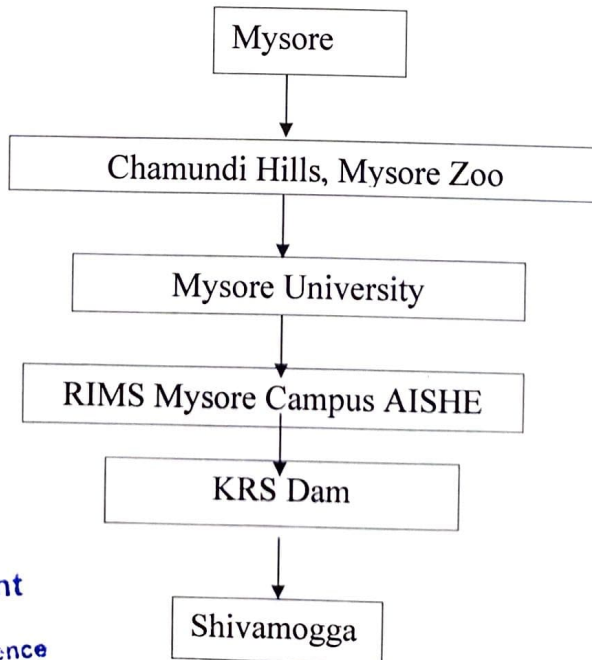 Mysore
Chamundi Hills, Mysore Zoo
Mysore University
RIMS Mysore Campus AISHE
KRS Dam
nt
Shivamogga
ence